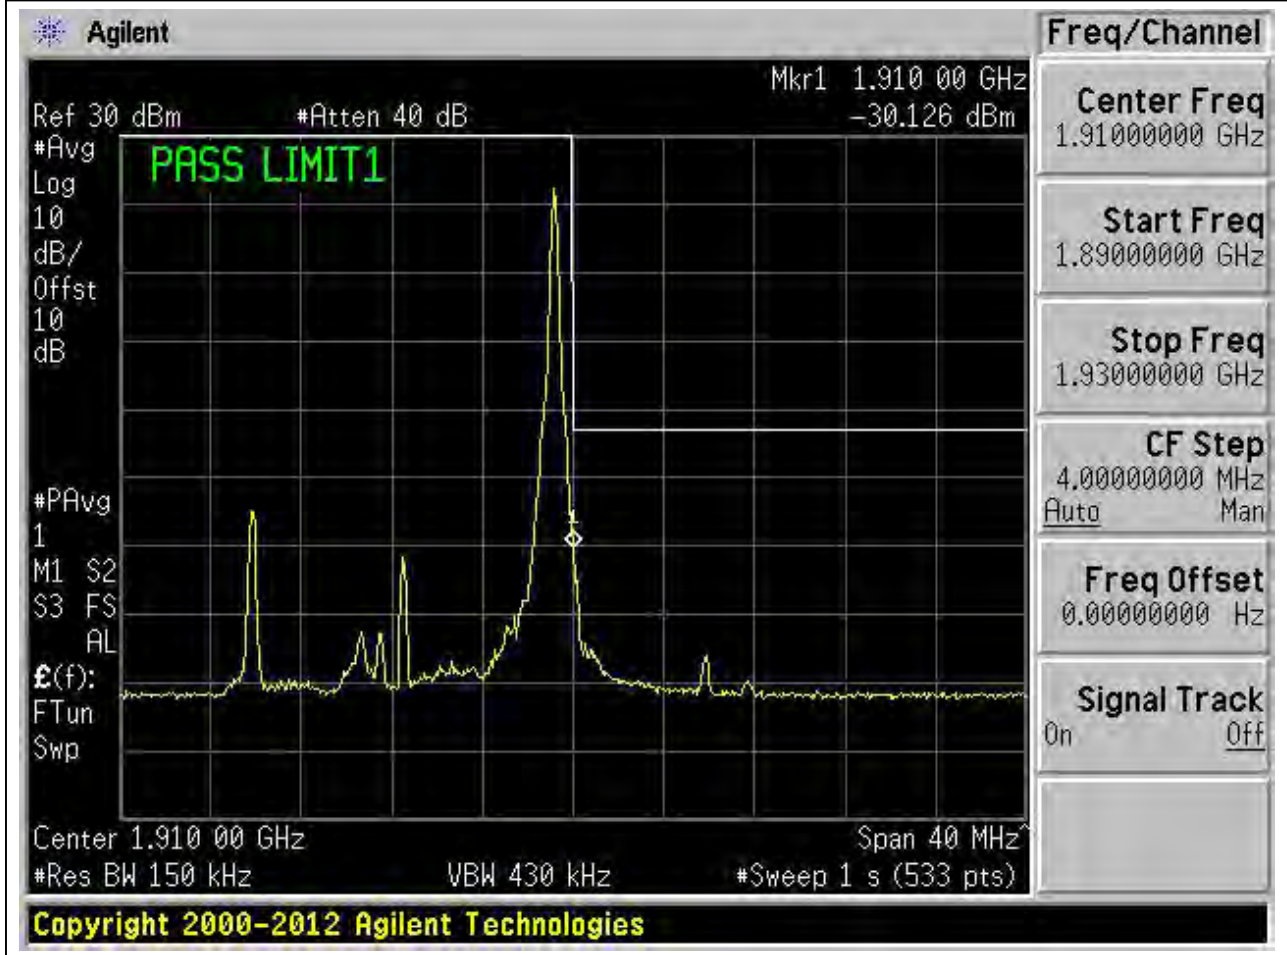 Agilent
Freq/Channel
Mkr1 1.910 00 GHz
Ref 30 dBm #Atten 40 dB -30.126 dBm
#Avg
Log
10
dB/
Offst
10
dB
PASS LIMIT1
1
#PAvg
1
M1 S2
S3 FS
AL
£(f):
FTun
Swp
Center 1.910 00 GHz Span 40 MHz^
#Res BW 150 kHz VBW 430 kHz #Sweep 1 s (533 pts)
Center Freq
1.91000000 GHz
Start Freq
1.89000000 GHz
Stop Freq
1.93000000 GHz
CF Step
4.00000000 MHz
Auto Man
Freq Offset
0.00000000 Hz
Signal Track
On Off
Copyright 2000-2012 Agilent Technologies